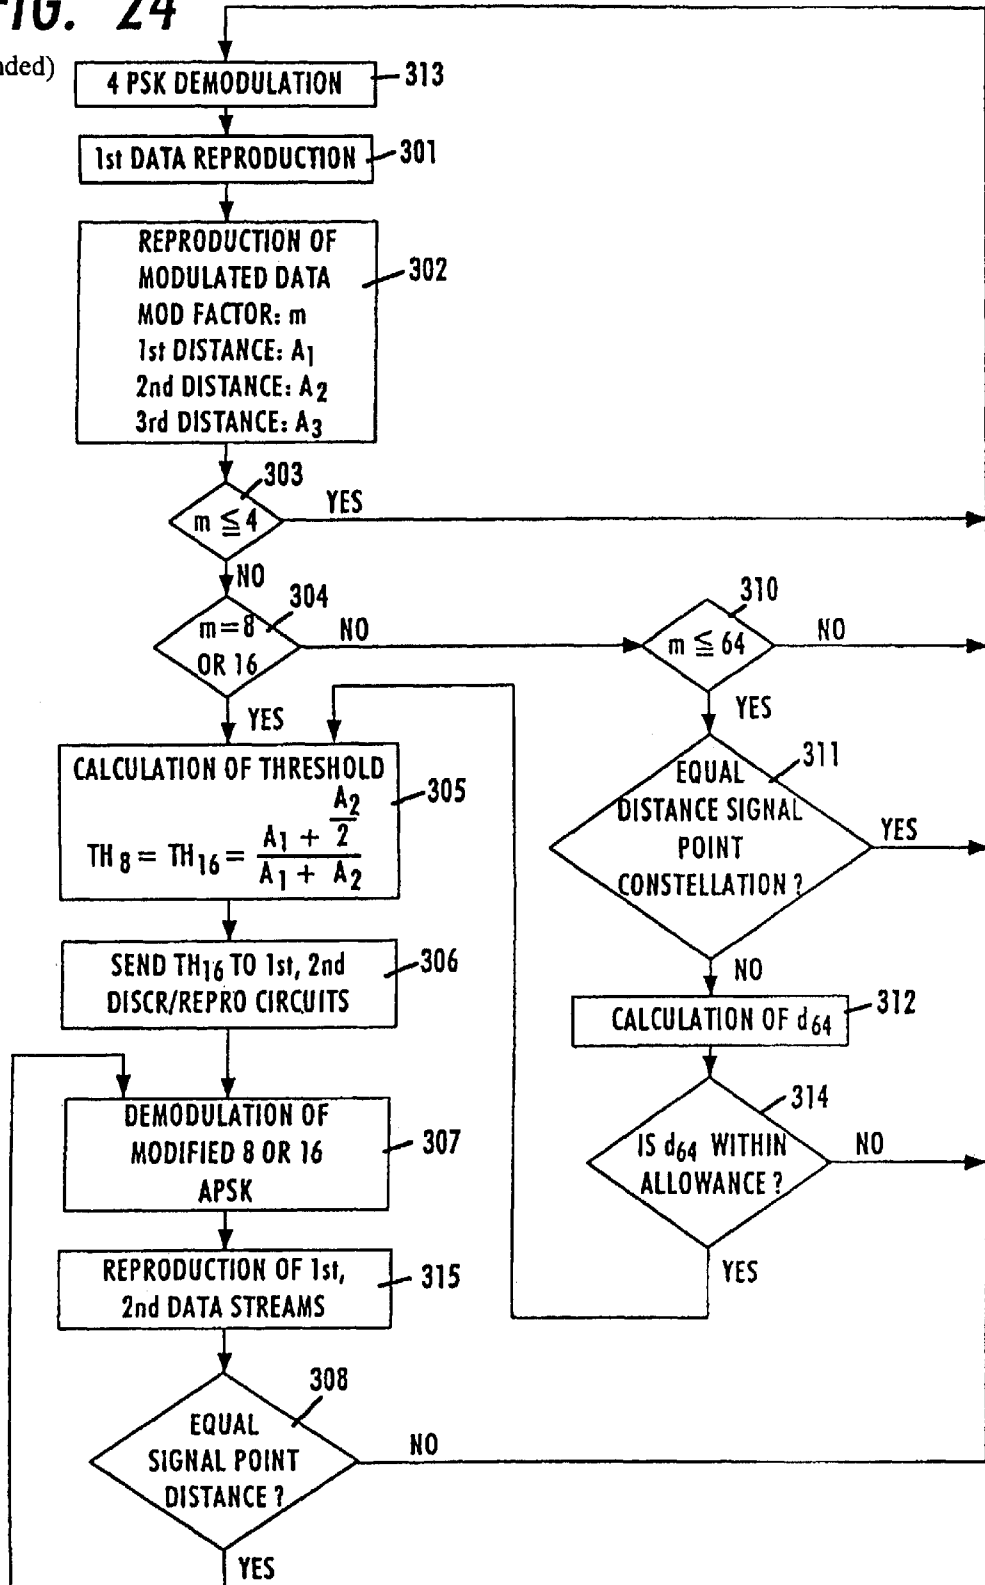 FIG. 24
nded)
4 PSK DEMODULATION
313
1st DATA REPRODUCTION
301
REPRODUCTION OF
MODULATED DATA
MOD FACTOR: m
1st DISTANCE: A1
2nd DISTANCE: A2
3rd DISTANCE: A3
302
303
m ≦ 4
YES
NO
304
m = 8
OR 16
NO
YES
310
m ≦ 64
NO
YES
CALCULATION OF THRESHOLD
TH8 = TH16 = (A1 + A2/2) / (A1 + A2)
305
311
EQUAL
DISTANCE SIGNAL
POINT
CONSTELLATION ?
YES
NO
SEND TH16 TO 1st, 2nd
DISCR/REPRO CIRCUITS
306
CALCULATION OF d64
312
DEMODULATION OF
MODIFIED 8 OR 16
APSK
307
314
IS d64 WITHIN
ALLOWANCE ?
NO
YES
REPRODUCTION OF 1st,
2nd DATA STREAMS
315
308
EQUAL
SIGNAL POINT
DISTANCE ?
NO
YES